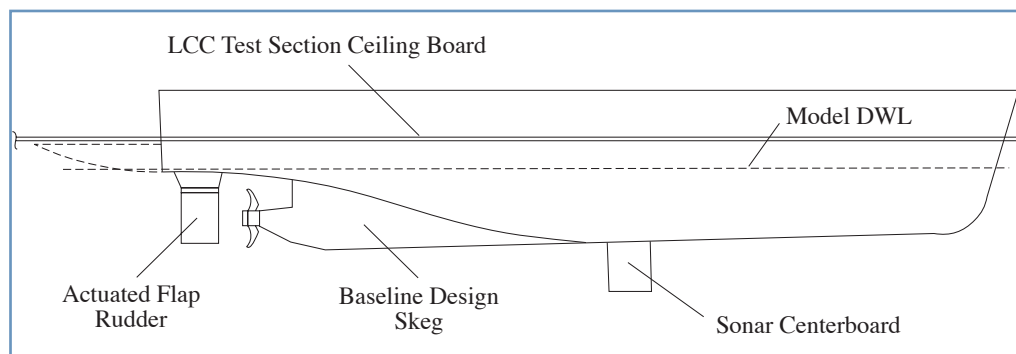 LCC Test Section Ceiling Board
Model DWL
Actuated Flap
Rudder
Baseline Design
Skeg
Sonar Centerboard